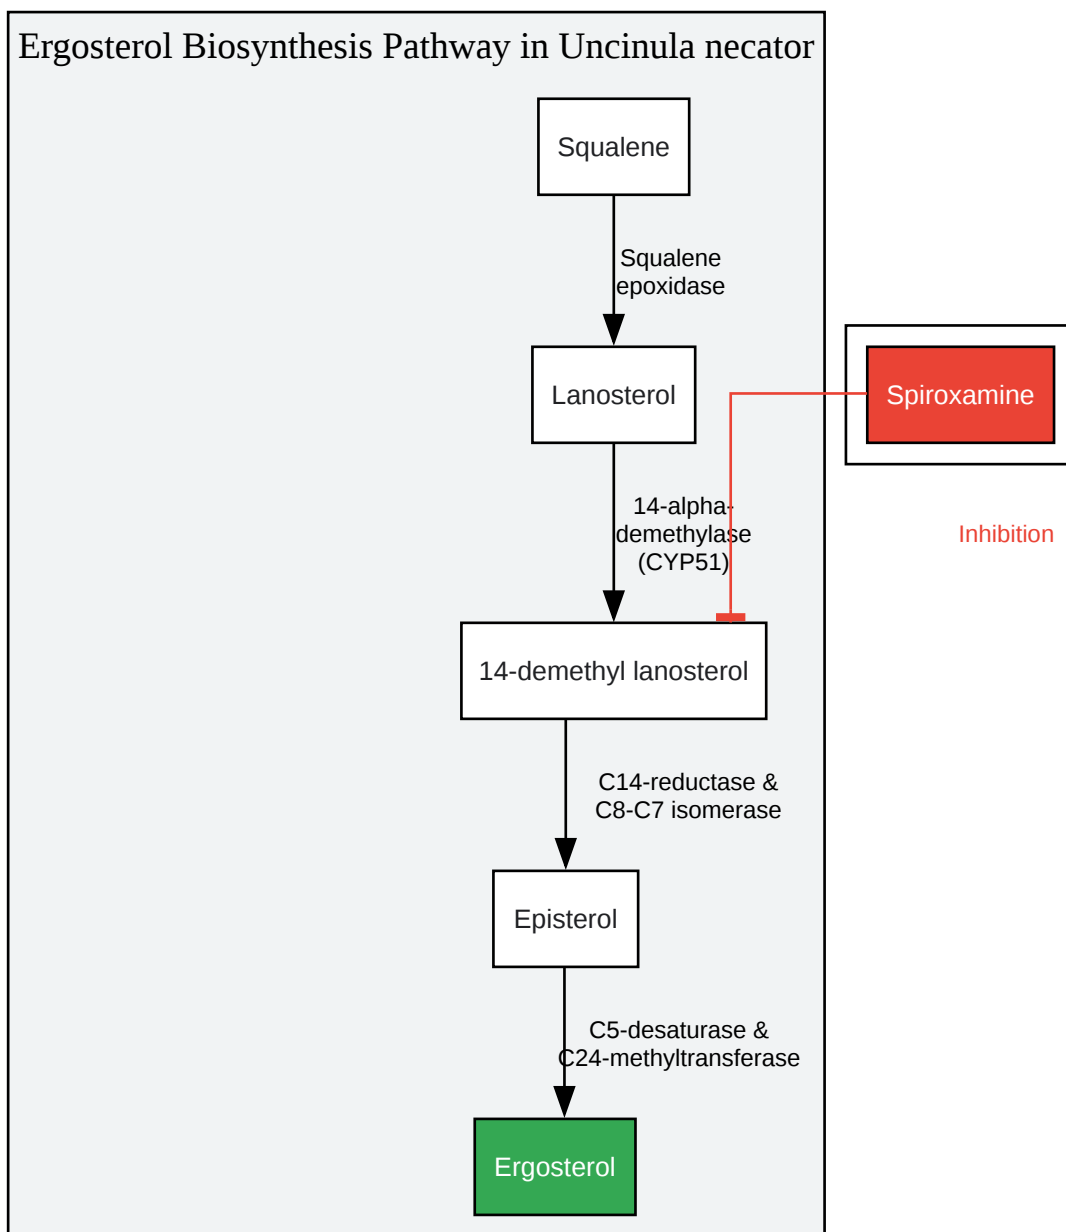 Ergosterol Biosynthesis Pathway in Uncinula necator
Squalene
Squalene
epoxidase
Lanosterol
Spiroxamine
14-alpha-
demethylase
(CYP51)
Inhibition
14-demethyl lanosterol
C14-reductase &
C8-C7 isomerase
Episterol
C5-desaturase &
C24-methyltransferase
Ergosterol